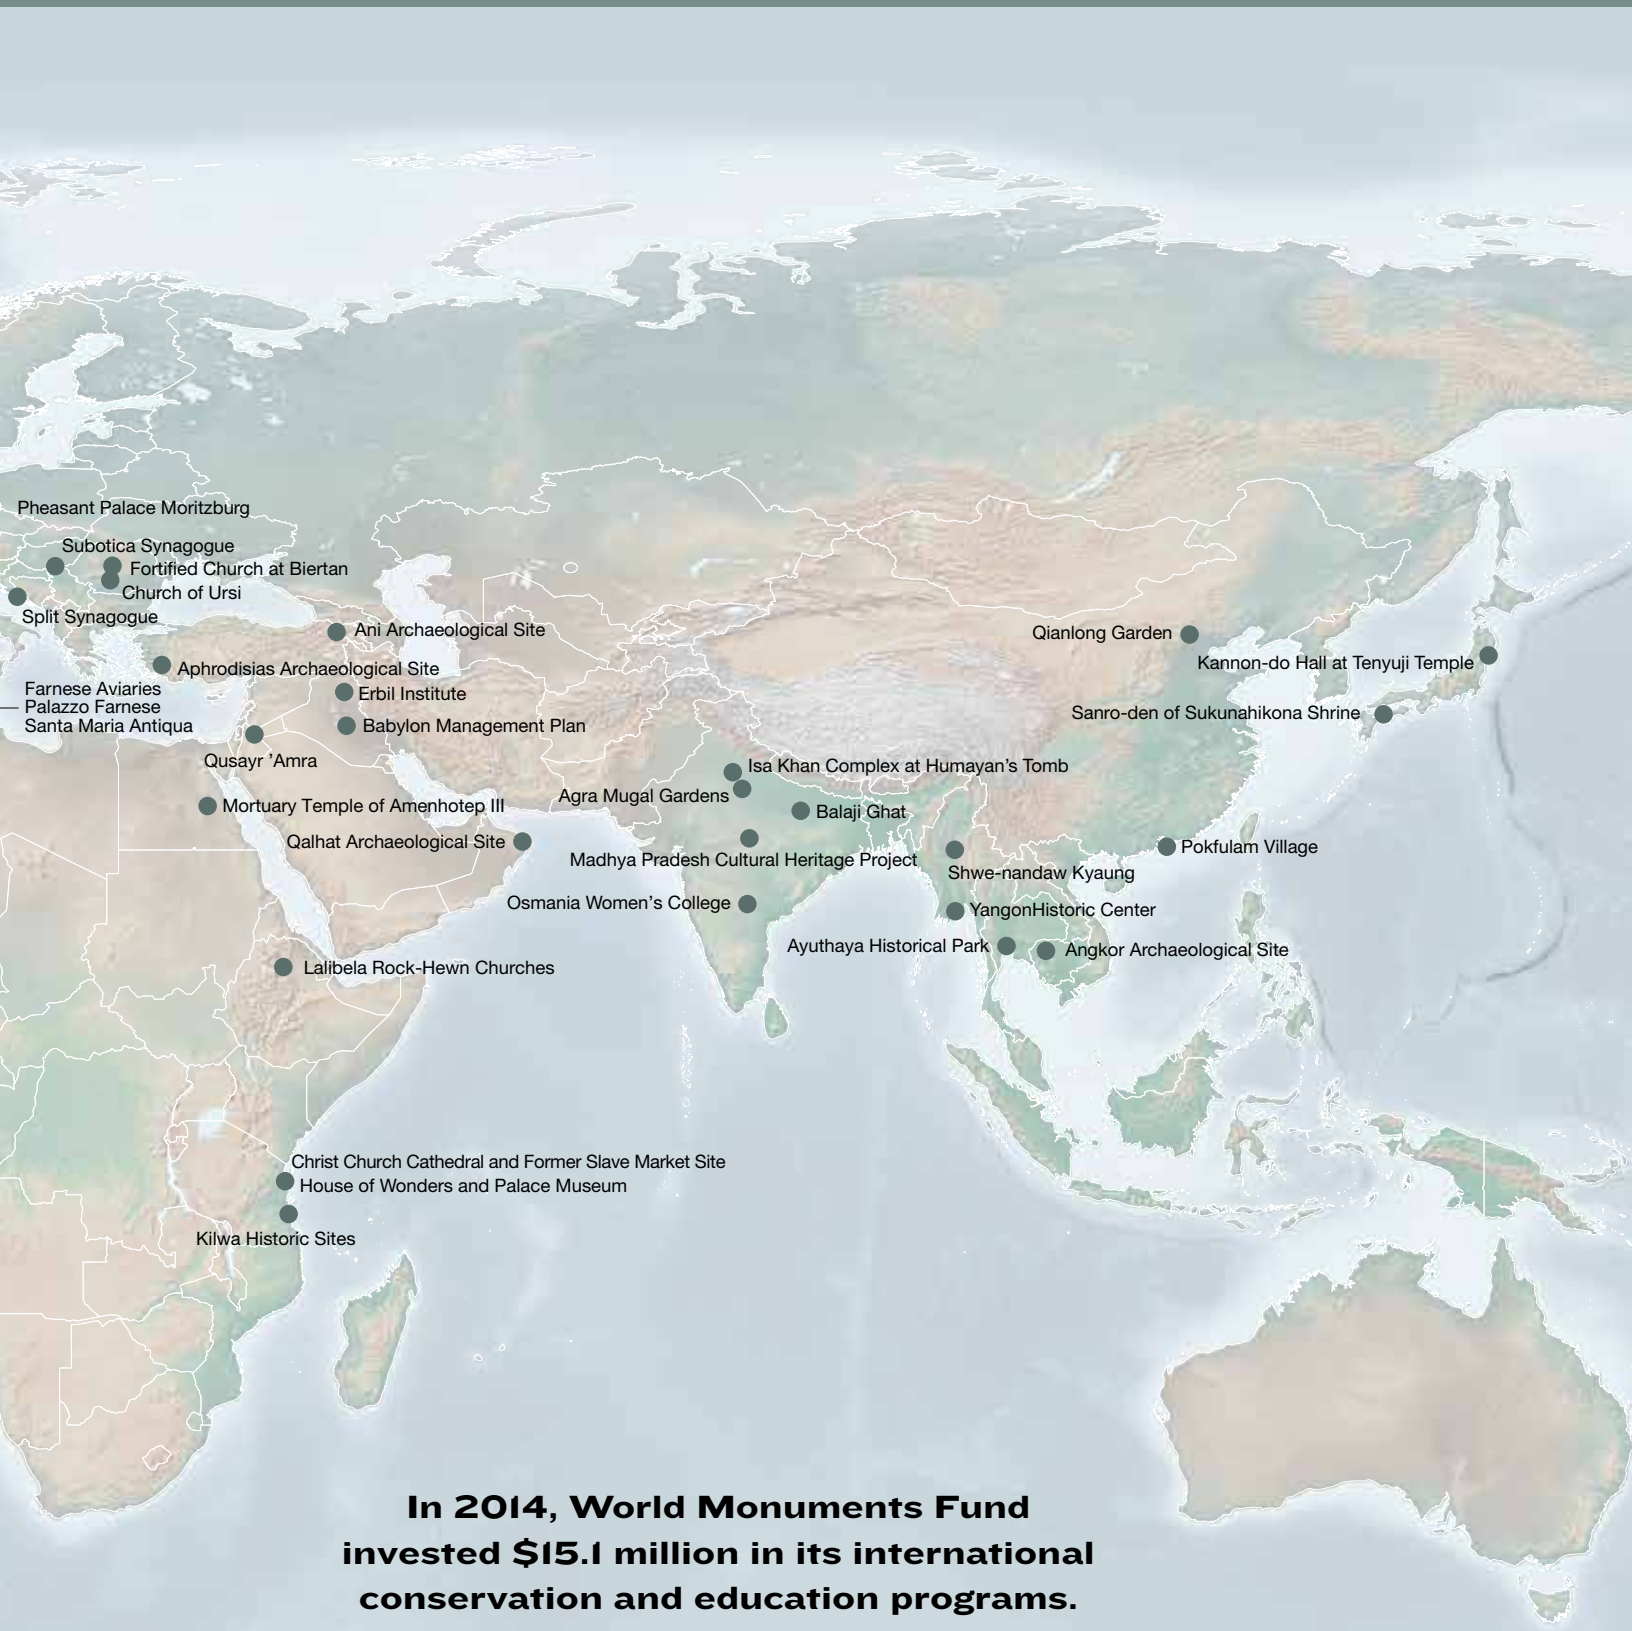 Pheasant Palace Moritzburg
Subotica Synagogue
Fortified Church at Biertan
Church of Ursi
Split Synagogue
Ani Archaeological Site
Qianlong Garden
Kannon-do Hall at Tenyuji Temple
Aphrodisias Archaeological Site
Farnese Aviaries
Palazzo Farnese
Santa Maria Antiqua
Erbil Institute
Sanro-den of Sukunahikona Shrine
Babylon Management Plan
Qusayr ’Amra
Isa Khan Complex at Humayan’s Tomb
Agra Mugal Gardens
Mortuary Temple of Amenhotep III
Balaji Ghat
Qalhat Archaeological Site
Pokfulam Village
Madhya Pradesh Cultural Heritage Project
Shwe-nandaw Kyaung
Osmania Women’s College
YangonHistoric Center
Ayuthaya Historical Park
Angkor Archaeological Site
Lalibela Rock-Hewn Churches
Christ Church Cathedral and Former Slave Market Site
House of Wonders and Palace Museum
Kilwa Historic Sites
In 2014, World Monuments Fund
invested $15.1 million in its international
conservation and education programs.